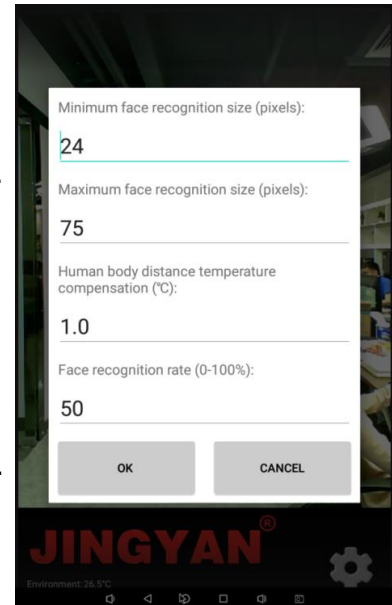 Minimum face recognition size (pixels):
24
Maximum face recognition size (pixels):
75
Human body distance temperature
compensation (℃):
1.0
Face recognition rate (0-100%):
50
OK
CANCEL
JINGYAN®
Environment: 26.5℃